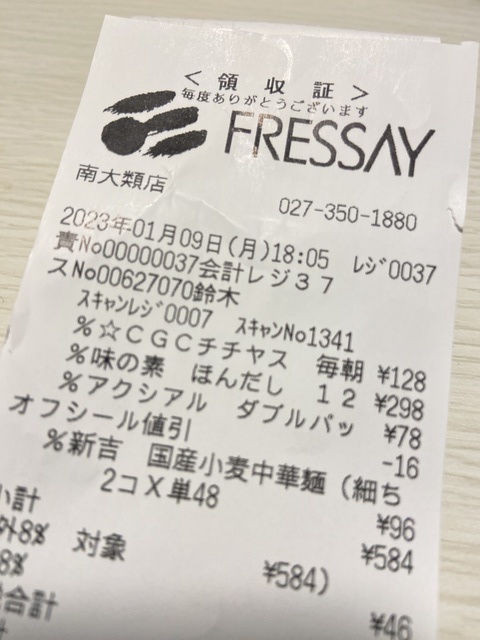 ＜ 領 収 証 ＞
毎度ありがとうございます
FRESSAY
南大類店
027-350-1880
2023年01月09日(月)18:05 ﾚｼﾞ0037
責No00000037会計レジ３７
スNo00627070鈴木
ｽｷｬﾝﾚｼﾞ0007 ｽｷｬﾝNo1341
％☆ＣＧＣチチヤス 毎朝 ¥128
％味の素 ほんだし １２ ¥298
％アクシアル ダブルパッ ¥78
オフシール値引 -16
％新吉 国産小麦中華麺（細ち
2コＸ単48 ¥96
小計 ¥584
外8% 対象 ¥584)
8% ¥46
合計